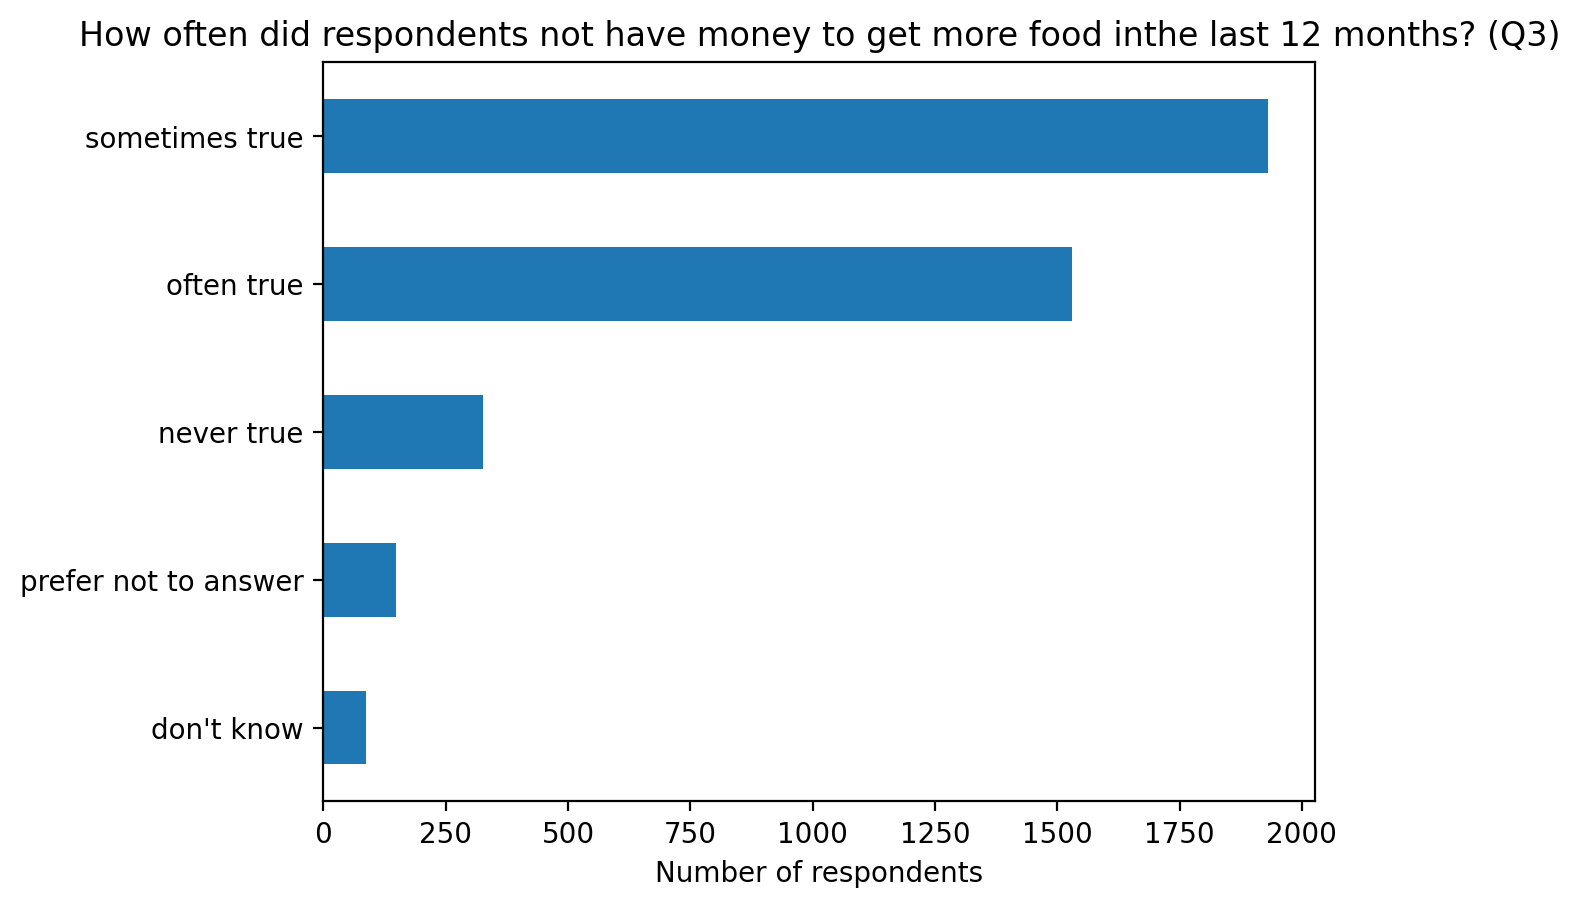 How often did respondents not have money to get more food inthe last 12 months? (Q3)
sometimes true
often true
never true
prefer not to answer
don't know
0 250 500 750 1000 1250 1500 1750 2000
Number of respondents